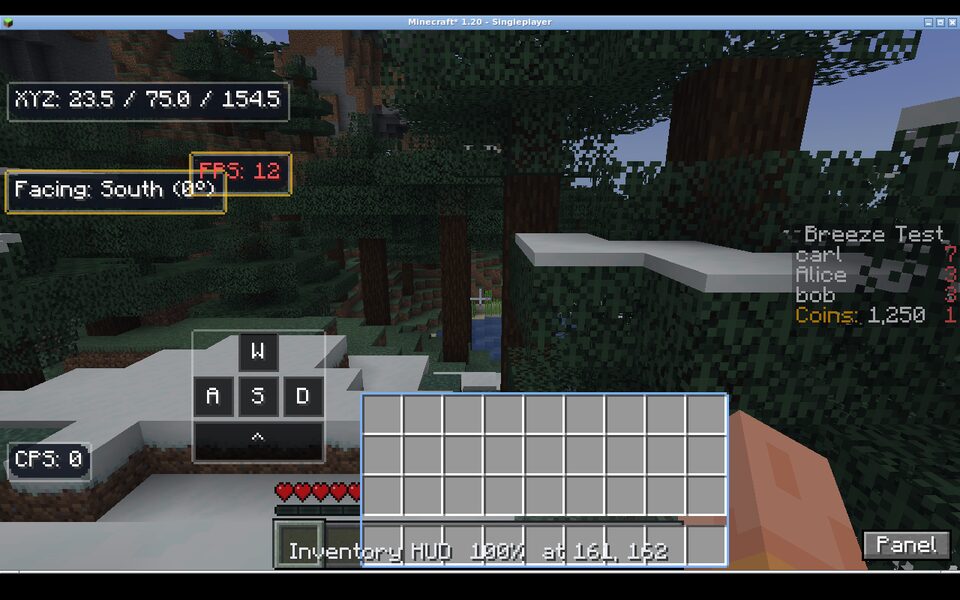 Minecraft* 1.20 - Singleplayer
XYZ: 23.5 / 75.0 / 154.5
FPS: 12
Facing: South (0°)
Breeze Test
carl 7
Alice 3
bob 3
Coins: 1,250 1
W
A S D
^
CPS: 0
Inventory HUD 100% at 161, 162
Panel